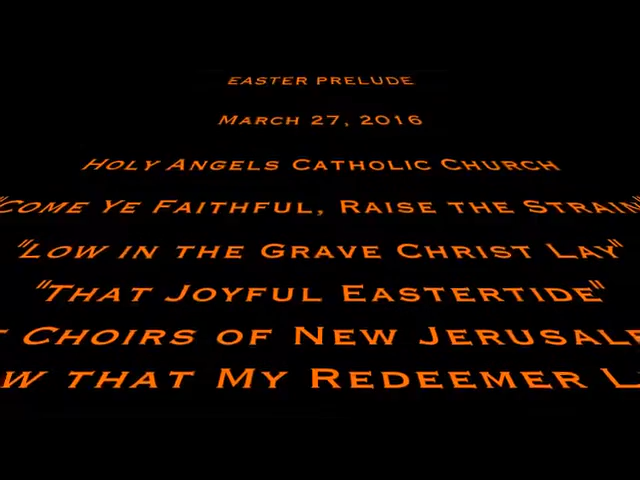 EASTER PRELUDE
MARCH 27, 2016
HOLY ANGELS CATHOLIC CHURCH
"COME YE FAITHFUL, RAISE THE STRAIN"
"LOW IN THE GRAVE CHRIST LAY"
"THAT JOYFUL EASTERTIDE"
CHOIRS OF NEW JERUSALE
THAT MY REDEEMER